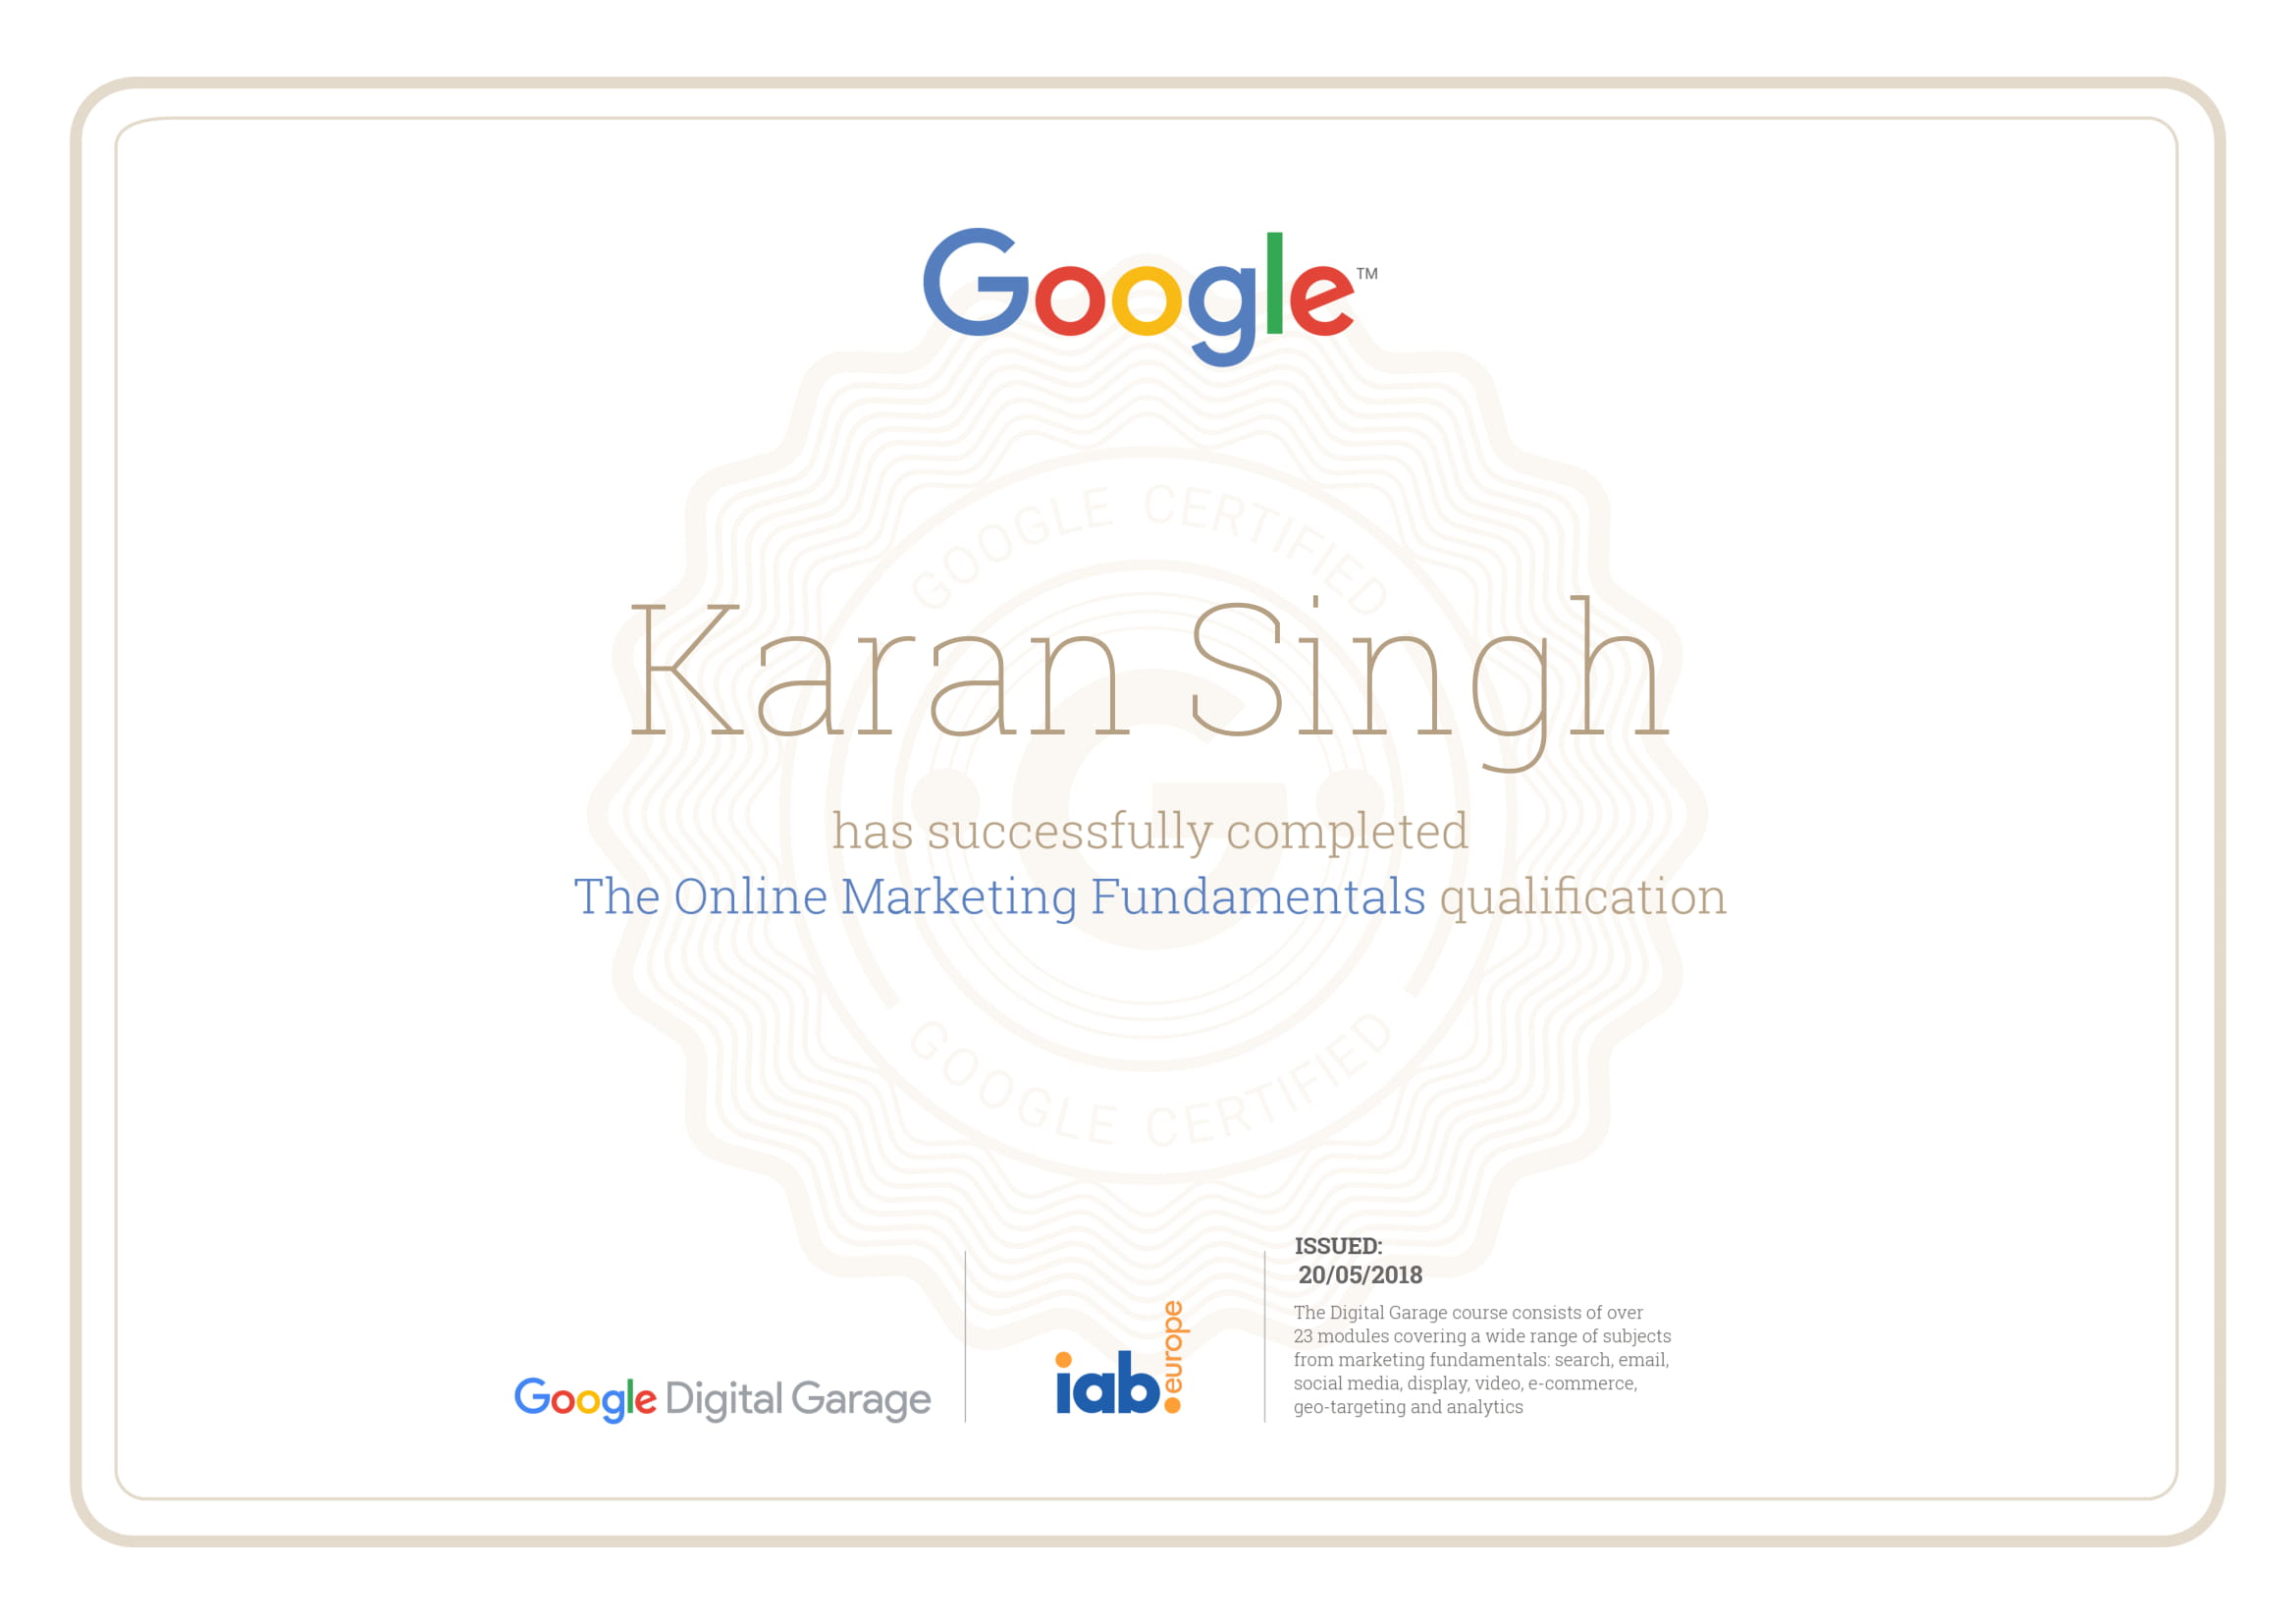 Google™
GOOGLE CERTIFIED
Karan Singh
has successfully completed
The Online Marketing Fundamentals qualification
GOOGLE CERTIFIED
Google Digital Garage
iab europe
ISSUED:
20/05/2018
The Digital Garage course consists of over
23 modules covering a wide range of subjects
from marketing fundamentals: search, email,
social media, display, video, e-commerce,
geo-targeting and analytics